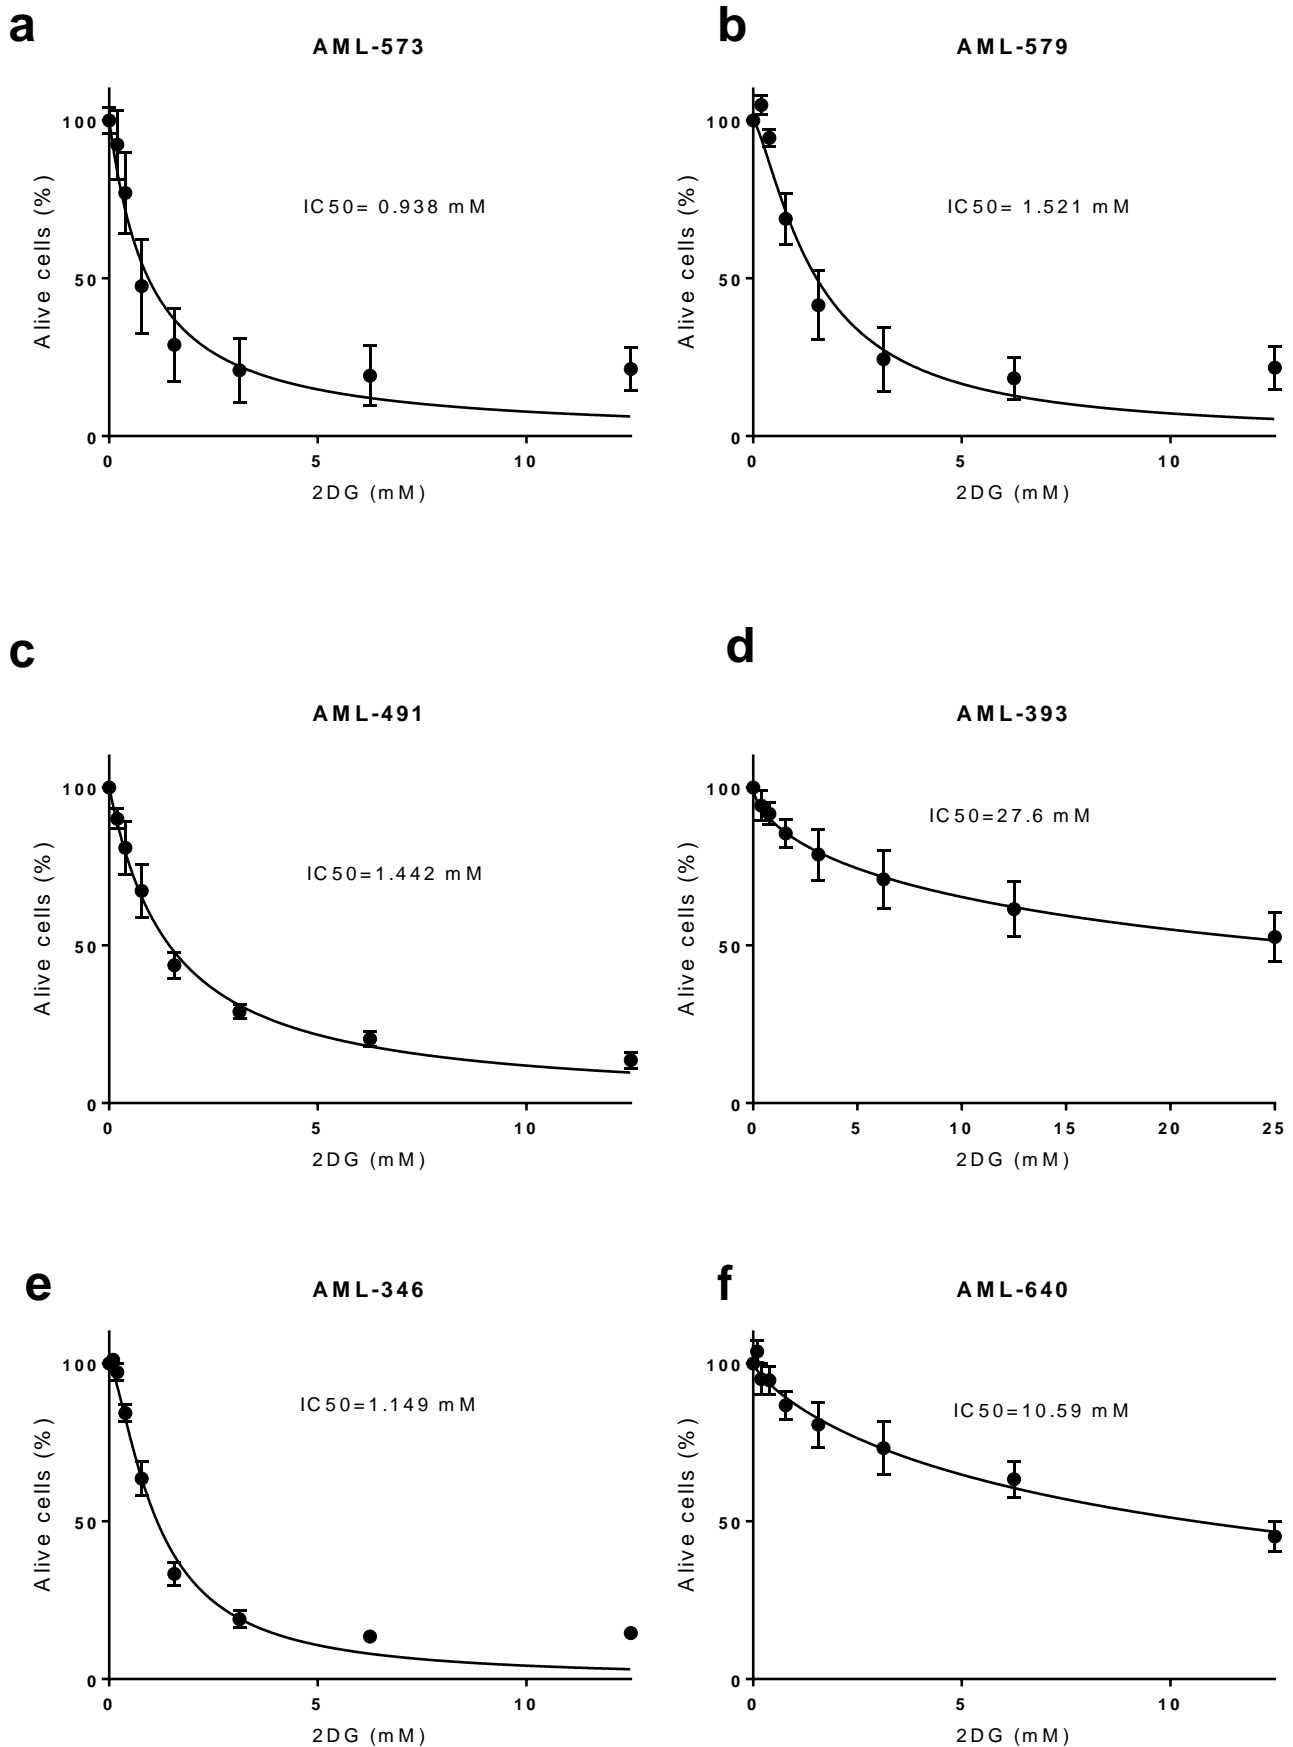 a
AML-573
100
50
0
Alive cells (%)
IC50= 0.938 mM
0 5 10
2DG (mM)
b
AML-579
100
50
0
Alive cells (%)
IC50= 1.521 mM
0 5 10
2DG (mM)
c
AML-491
100
50
0
Alive cells (%)
IC50=1.442 mM
0 5 10
2DG (mM)
d
AML-393
100
50
0
Alive cells (%)
IC50=27.6 mM
0 5 10 15 20 25
2DG (mM)
e
AML-346
100
50
0
Alive cells (%)
IC50=1.149 mM
0 5 10
2DG (mM)
f
AML-640
100
50
0
Alive cells (%)
IC50=10.59 mM
0 5 10
2DG (mM)